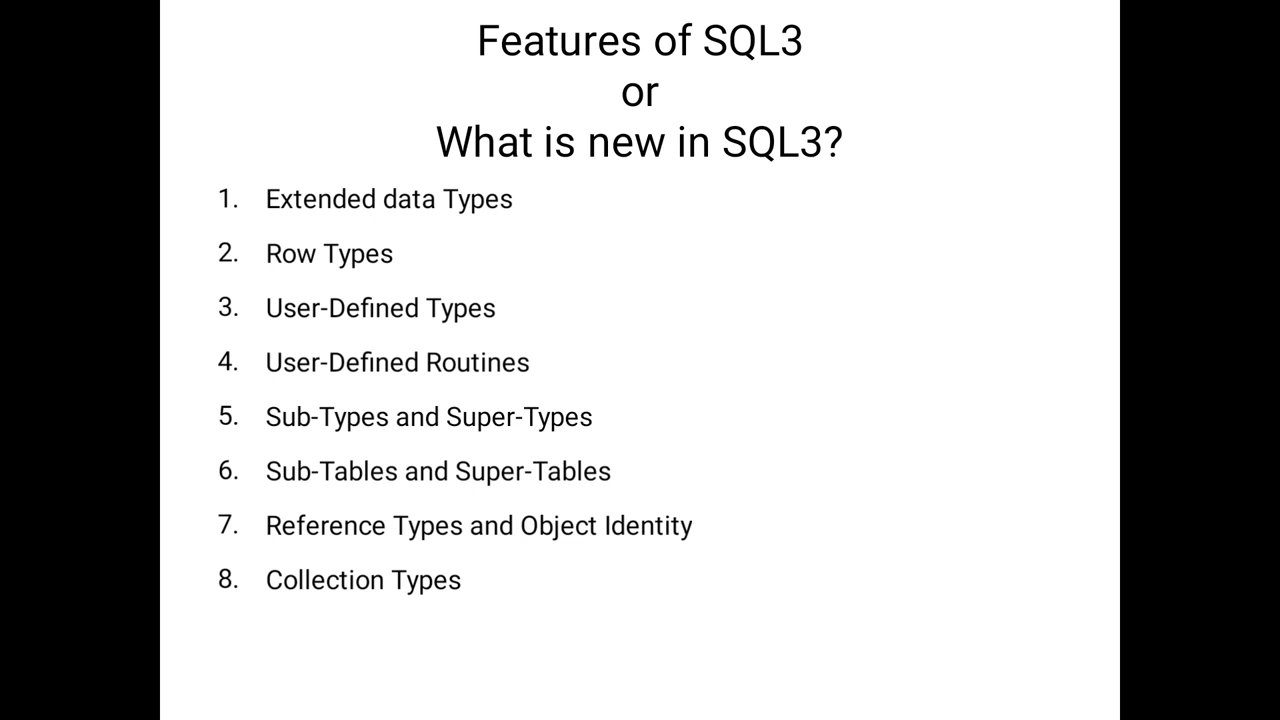 Features of SQL3
or
What is new in SQL3?
1. Extended data Types
2. Row Types
3. User-Defined Types
4. User-Defined Routines
5. Sub-Types and Super-Types
6. Sub-Tables and Super-Tables
7. Reference Types and Object Identity
8. Collection Types